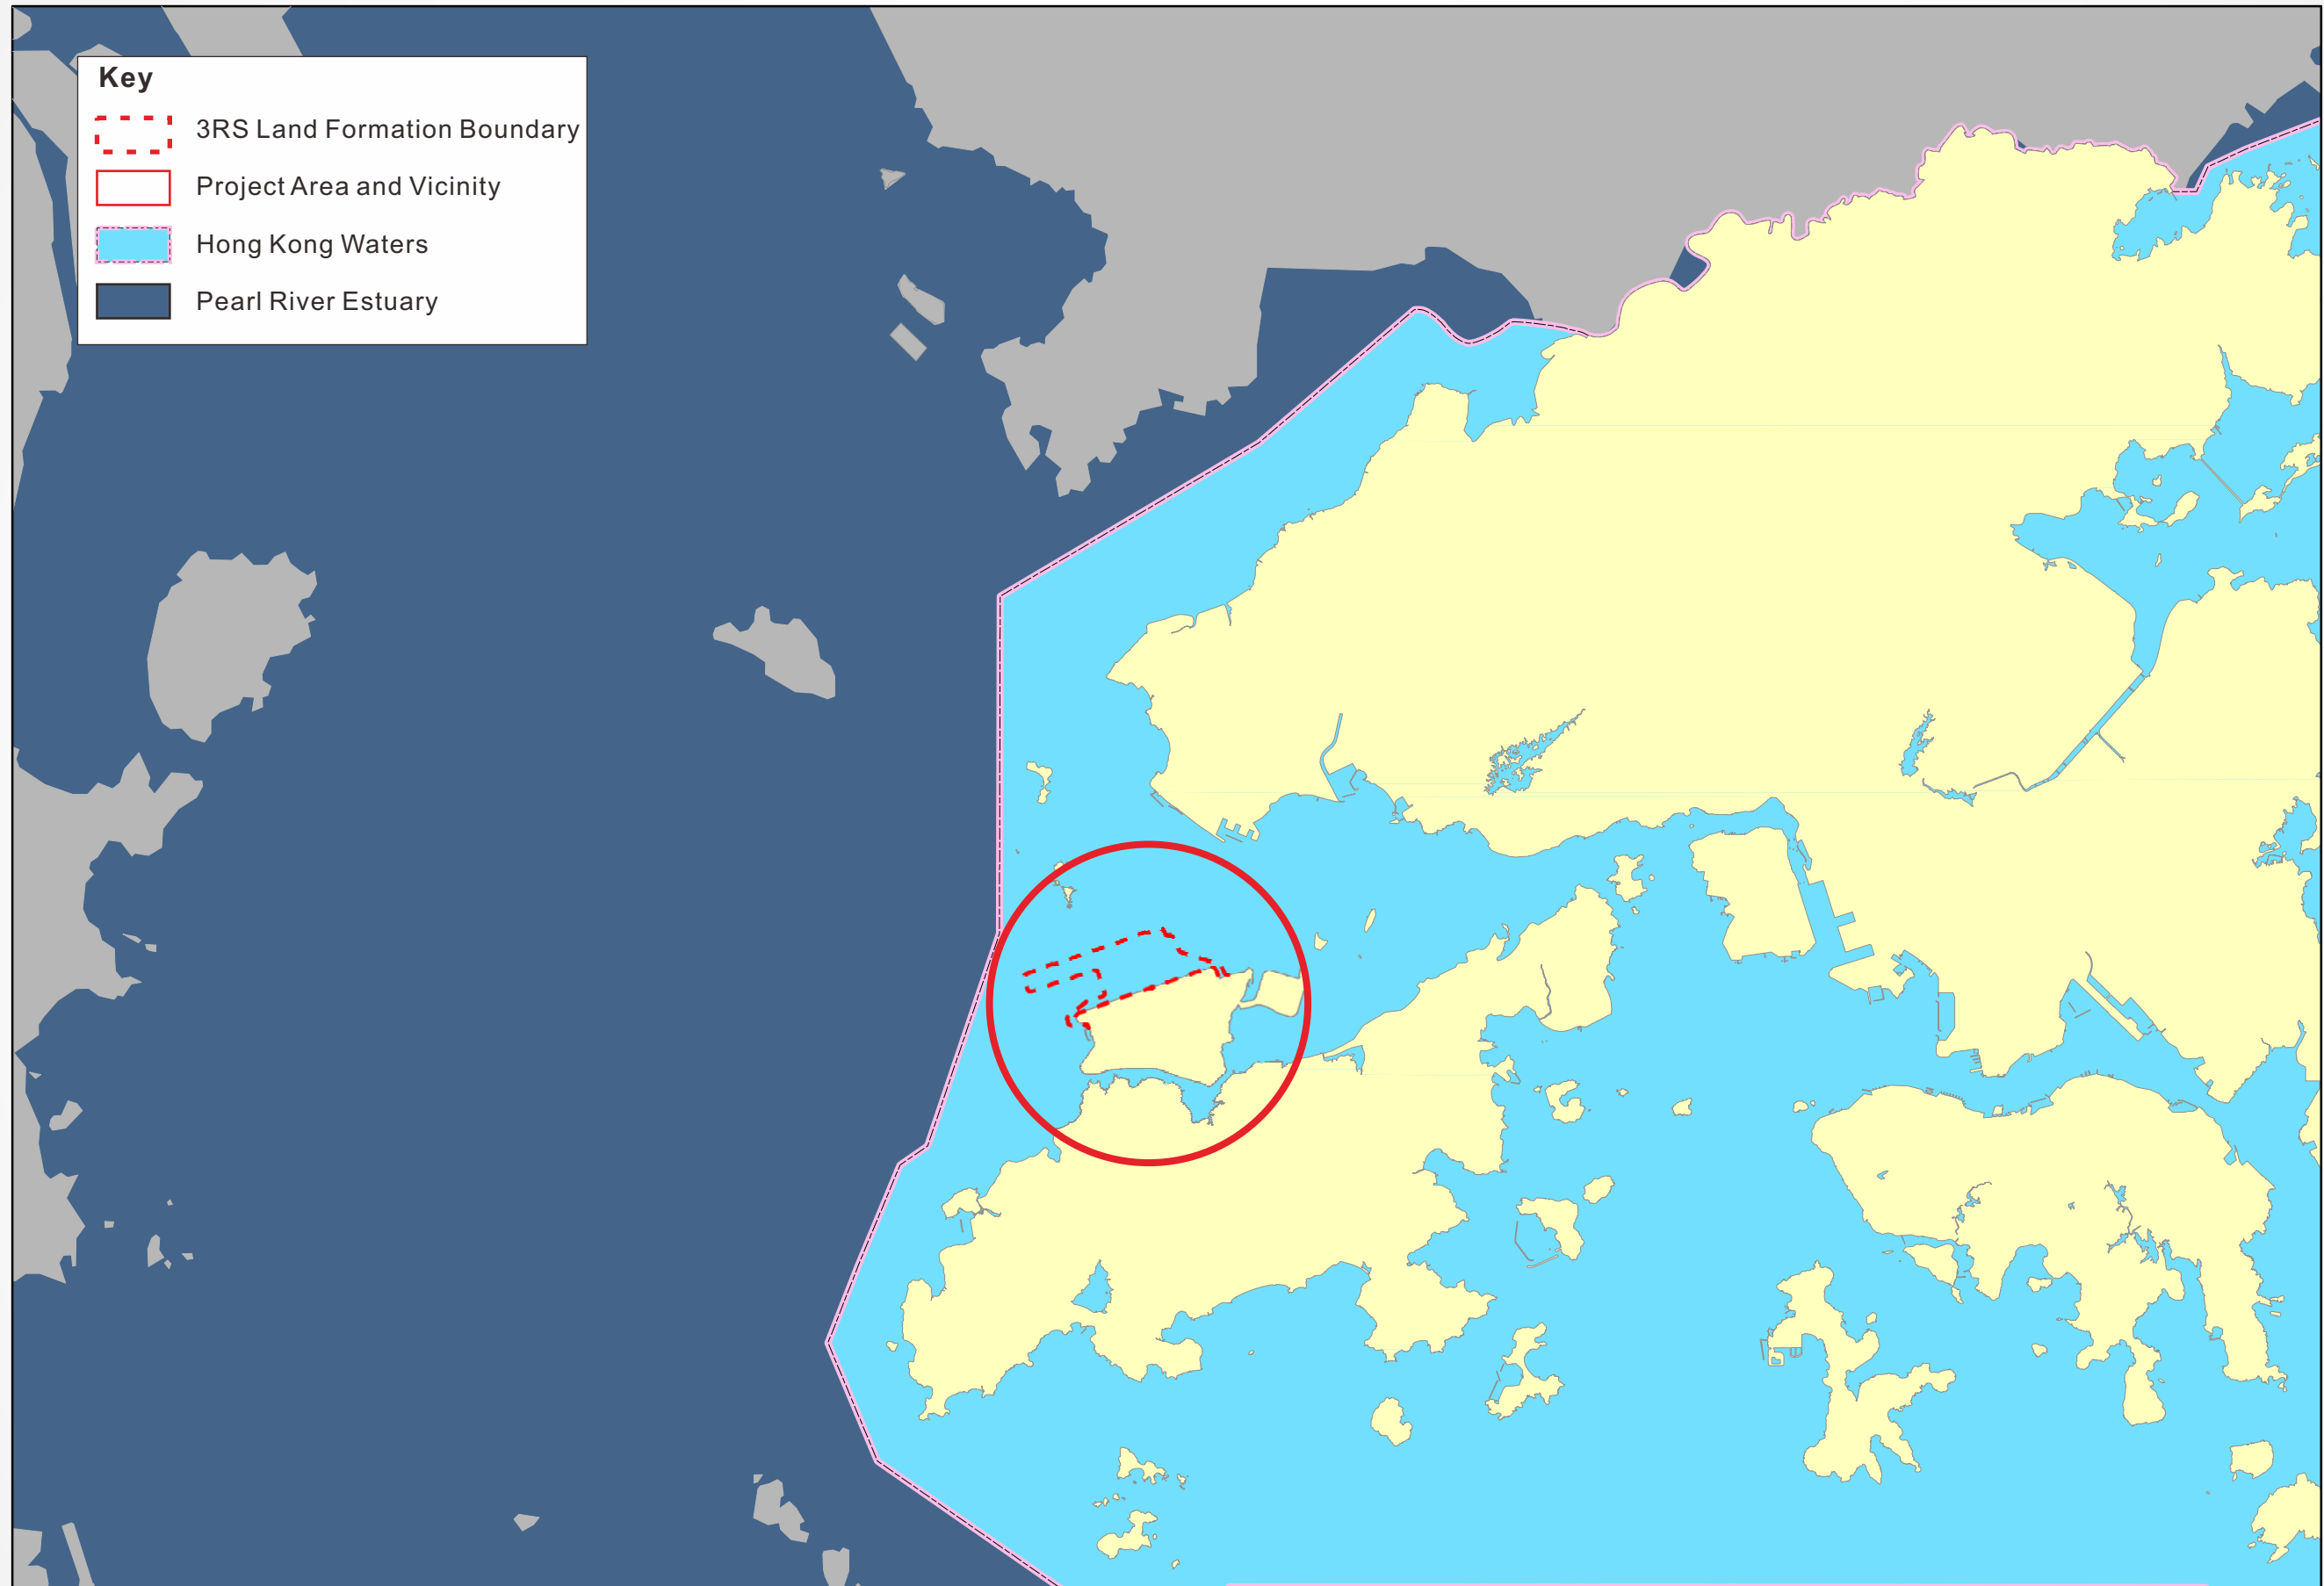 Key
3RS Land Formation Boundary
Project Area and Vicinity
Hong Kong Waters
Pearl River Estuary